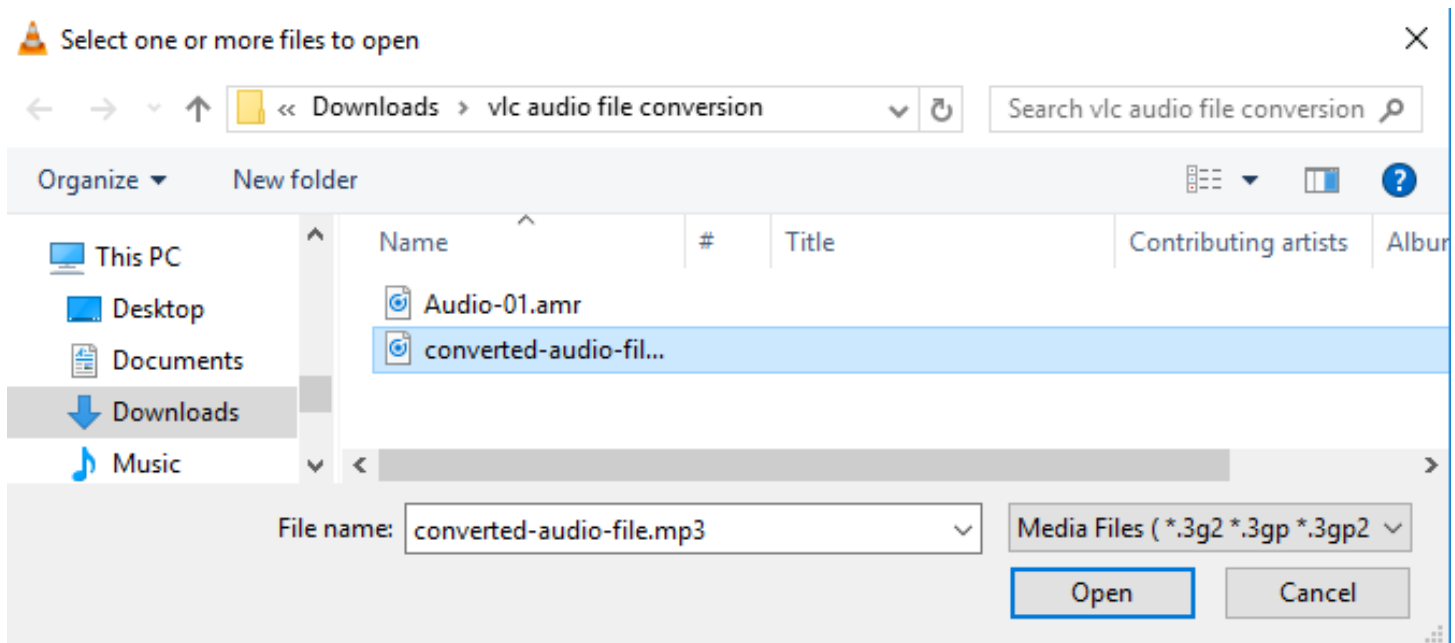 Select one or more files to open
« Downloads › vlc audio file conversion
Search vlc audio file conversion
Organize
New folder
?
This PC
Desktop
Documents
Downloads
Music
Name # Title Contributing artists Albur
Audio-01.amr
converted-audio-fil...
File name: converted-audio-file.mp3
Media Files ( *.3g2 *.3gp *.3gp2
Open
Cancel